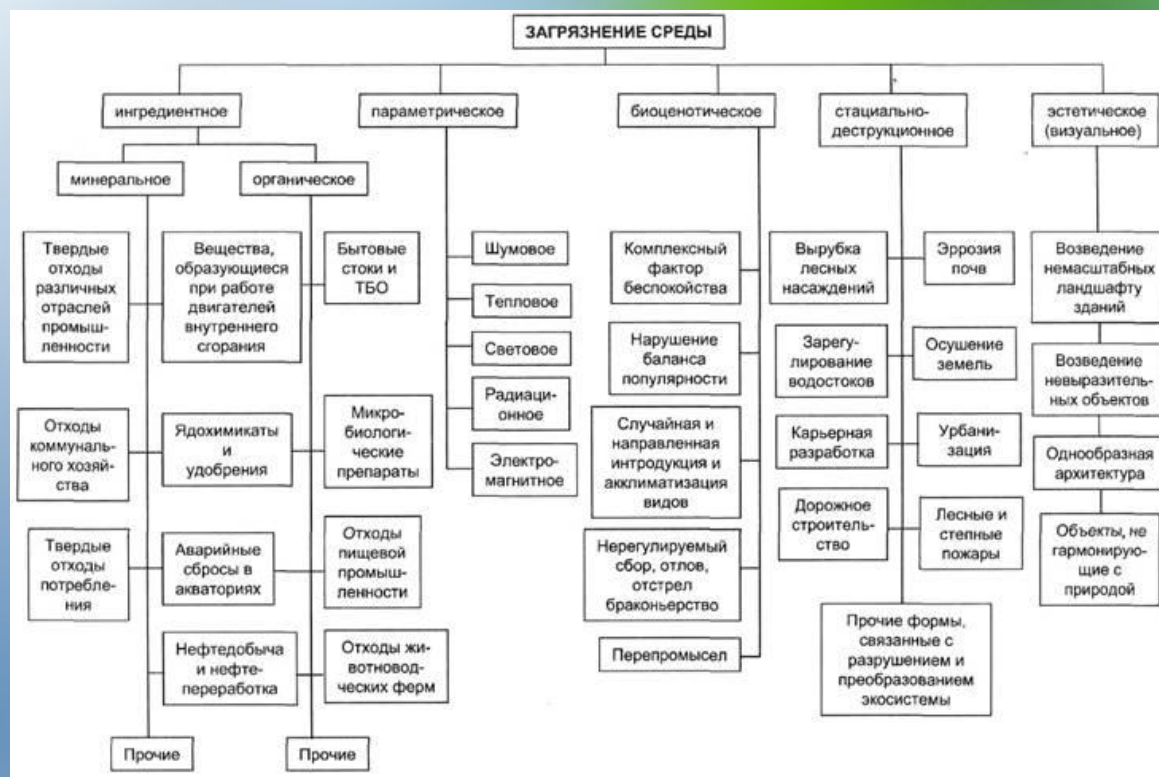 ЗАГРЯЗНЕНИЕ СРЕДЫ
ингредиентное
параметрическое
биоценотическое
стациально-
деструкционное
эстетическое
(визуальное)
минеральное
органическое
Твердые
отходы
различных
отраслей
промыш-
ленности
Вещества,
образующиеся
при работе
двигателей
внутреннего
сгорания
Бытовые
стоки и
ТБО
Отходы
коммуналь-
ного хозяй-
ства
Ядохимикаты
и
удобрения
Микро-
биологи-
ческие
препараты
Твердые
отходы
потребле-
ния
Аварийные
сбросы в
акваториях
Отходы
пищевой
промыш-
ленности
Нефтедобыча
и нефте-
переработка
Отходы жи-
вотновод-
ческих ферм
Прочие
Прочие
Шумовое
Тепловое
Световое
Радиаци-
онное
Электро-
магнитное
Комплексный
фактор
беспокойства
Нарушение
баланса
популярности
Случайная и
направленная
интродукция и
акклиматизация
видов
Нерегулируемый
сбор, отлов,
отстрел
браконьерство
Перепромысел
Вырубка
лесных
насаждений
Эррозия
почв
Зарегу-
лирование
водостоков
Осушение
земель
Карьерная
разработка
Урбани-
зация
Дорожное
строитель-
ство
Лесные и
степные
пожары
Прочие формы,
связанные с
разрушением и
преобразованием
экосистемы
Возведение
немасштабных
ландшафту
зданий
Возведение
невыразитель-
ных объектов
Однообразная
архитектура
Объекты, не
гармонирую-
щие с
природой